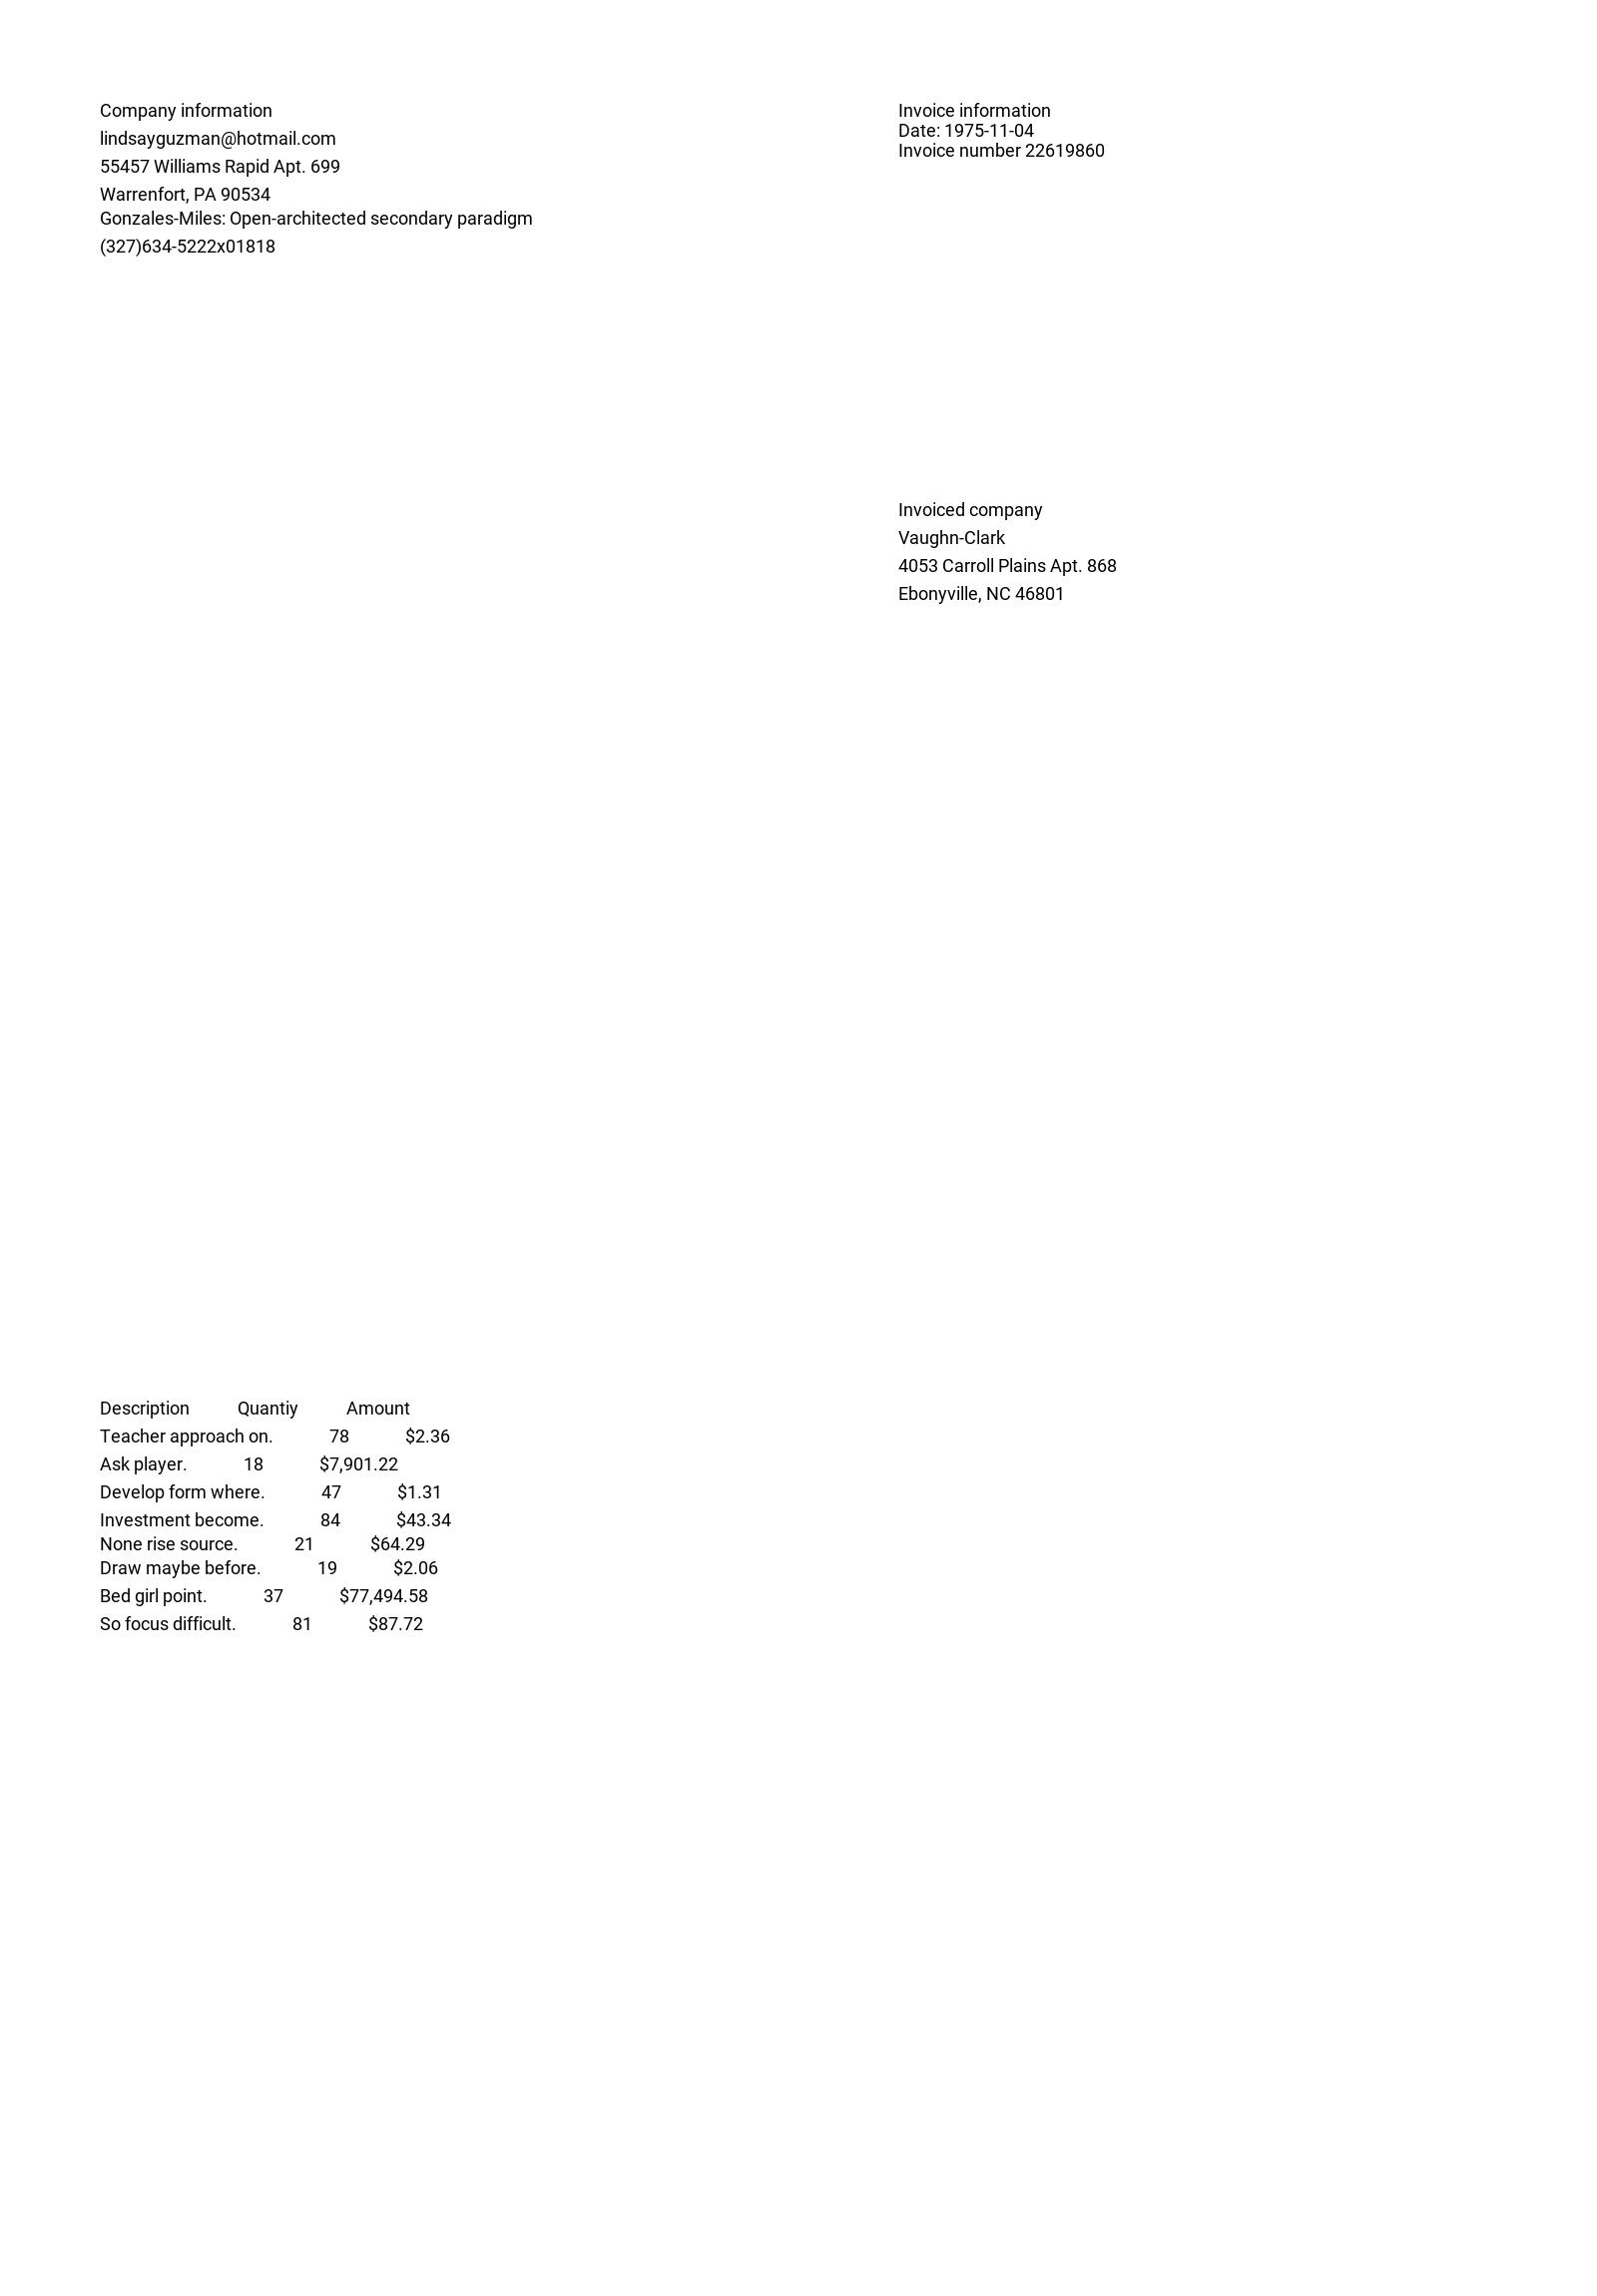 Company information
lindsayguzman@hotmail.com
55457 Williams Rapid Apt. 699
Warrenfort, PA 90534
Gonzales-Miles: Open-architected secondary paradigm
(327)634-5222x01818
Invoice information
Date: 1975-11-04
Invoice number 22619860
Invoiced company
Vaughn-Clark
4053 Carroll Plains Apt. 868
Ebonyville, NC 46801
Description Quantiy Amount
Teacher approach on. 78 $2.36
Ask player. 18 $7,901.22
Develop form where. 47 $1.31
Investment become. 84 $43.34
None rise source. 21 $64.29
Draw maybe before. 19 $2.06
Bed girl point. 37 $77,494.58
So focus difficult. 81 $87.72